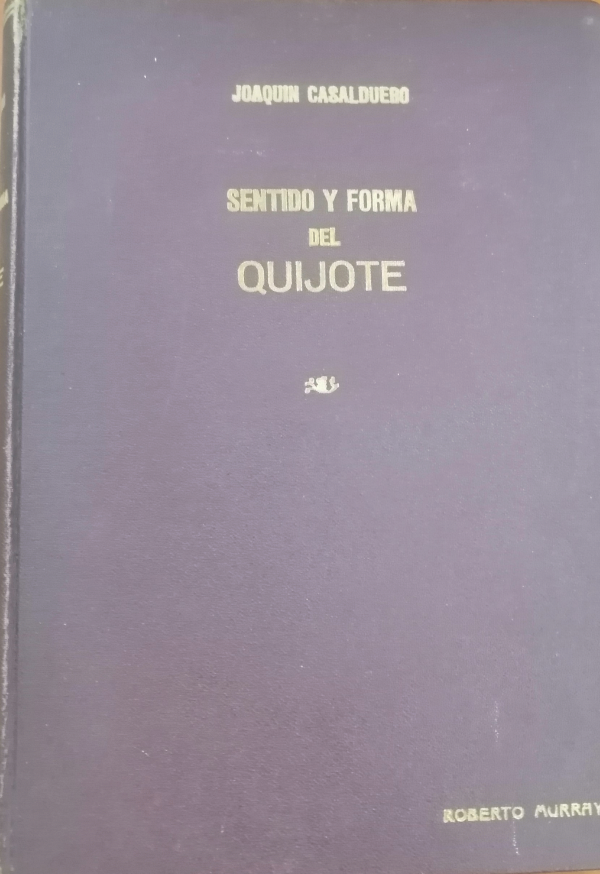 JOAQUIN CASALDUERO
SENTIDO Y FORMA
DEL
QUIJOTE
ROBERTO MURRAY